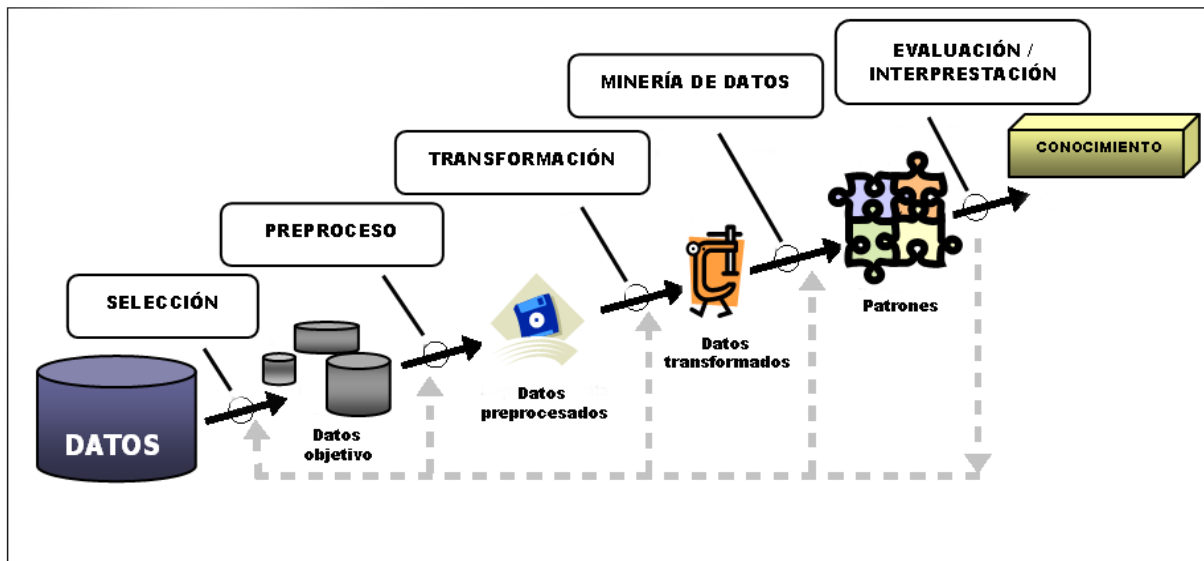 EVALUACIÓN /
INTERPRESTACIÓN
MINERÍA DE DATOS
CONOCIMIENTO
TRANSFORMACIÓN
PREPROCESO
SELECCIÓN
Patrones
Datos
transformados
Datos
preprocesados
Datos
objetivo
DATOS